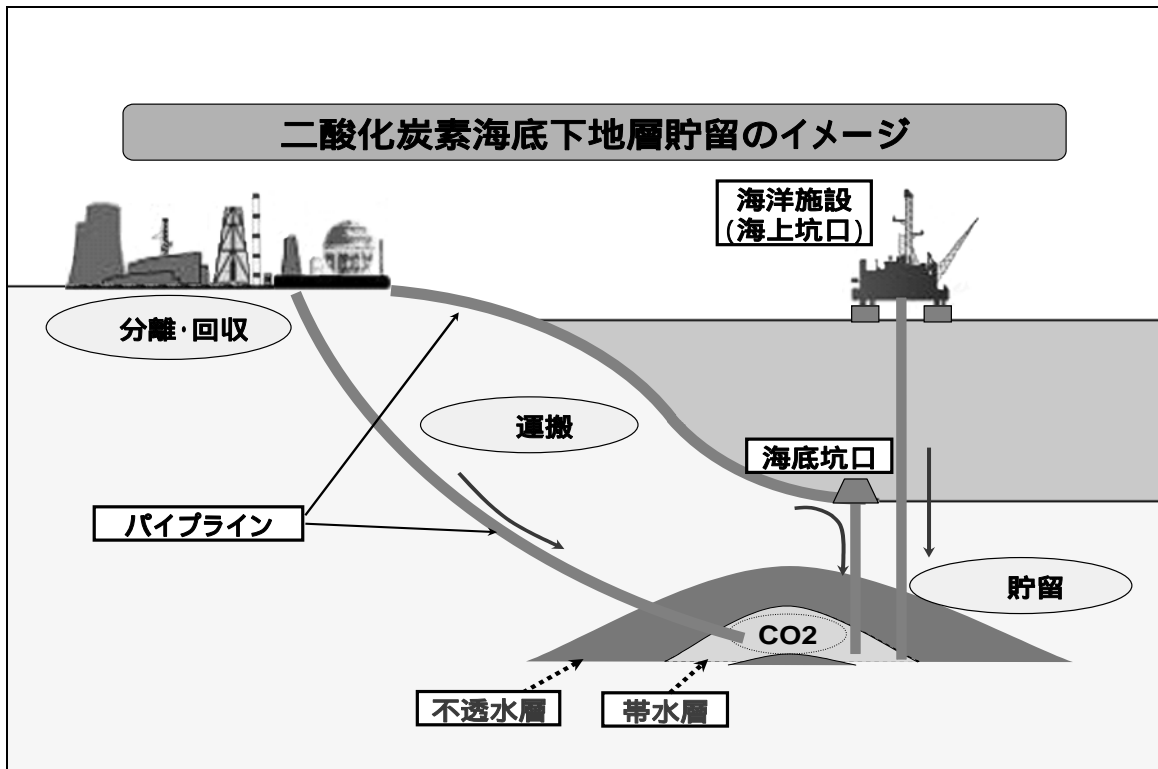 二酸化炭素海底下地層貯留のイメージ
海洋施設
(海上坑口)
分離・回収
運搬
海底坑口
パイプライン
貯留
CO2
不透水層
帯水層